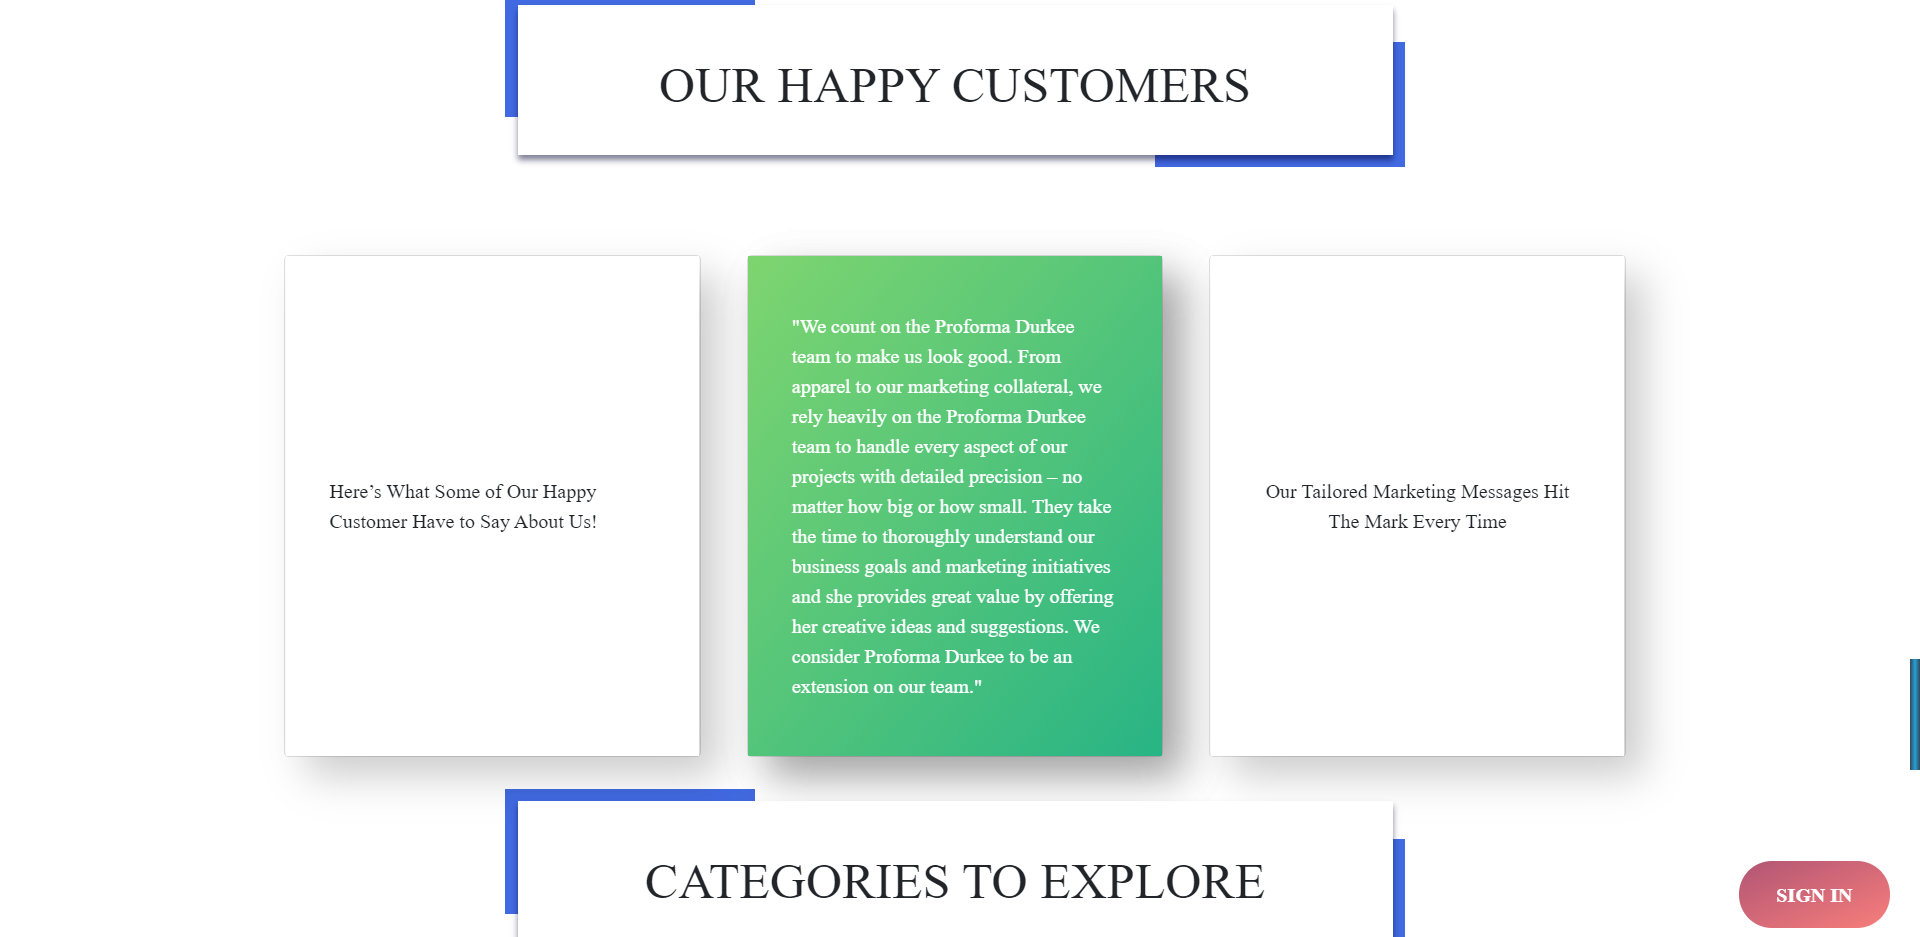 OUR HAPPY CUSTOMERS
Here’s What Some of Our Happy
Customer Have to Say About Us!
"We count on the Proforma Durkee
team to make us look good. From
apparel to our marketing collateral, we
rely heavily on the Proforma Durkee
team to handle every aspect of our
projects with detailed precision – no
matter how big or how small. They take
the time to thoroughly understand our
business goals and marketing initiatives
and she provides great value by offering
her creative ideas and suggestions. We
consider Proforma Durkee to be an
extension on our team."
Our Tailored Marketing Messages Hit
The Mark Every Time
CATEGORIES TO EXPLORE
SIGN IN